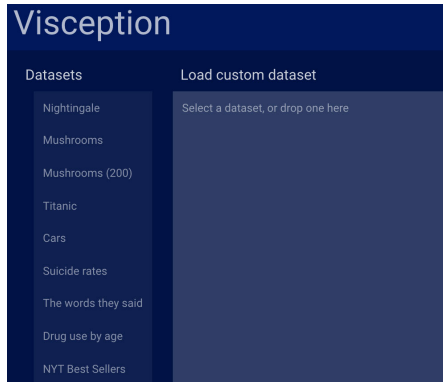 Visception
Datasets
Nightingale
Mushrooms
Mushrooms (200)
Titanic
Cars
Suicide rates
The words they said
Drug use by age
NYT Best Sellers
Load custom dataset
Select a dataset, or drop one here